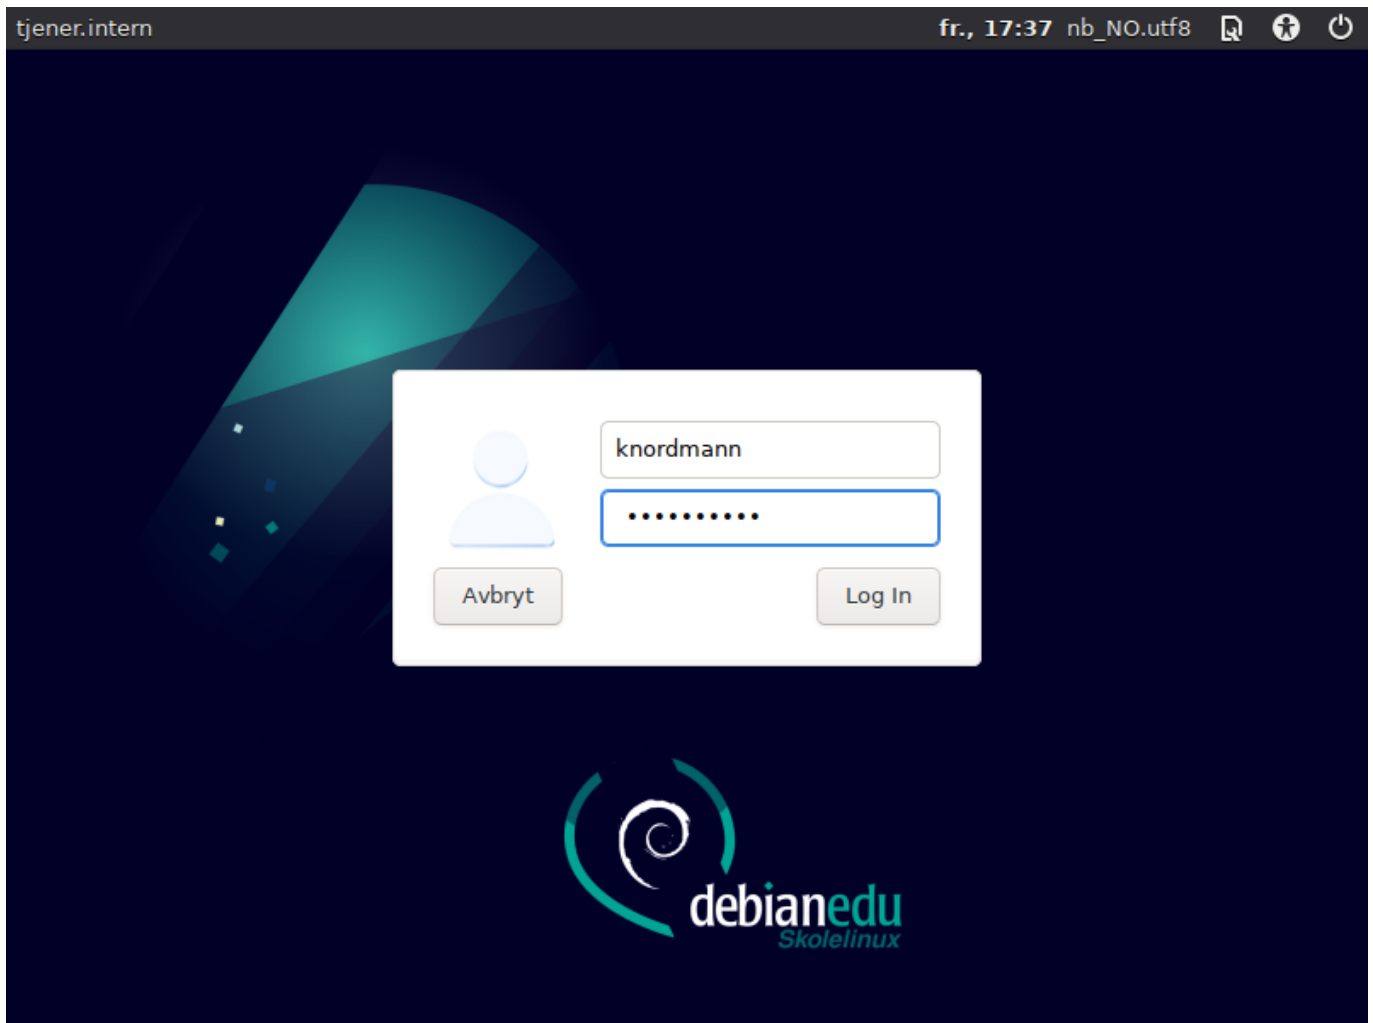 tjener.intern fr., 17:37 nb_NO.utf8
knordmann
••••••••••
Avbryt Log In
debianedu
Skolelinux